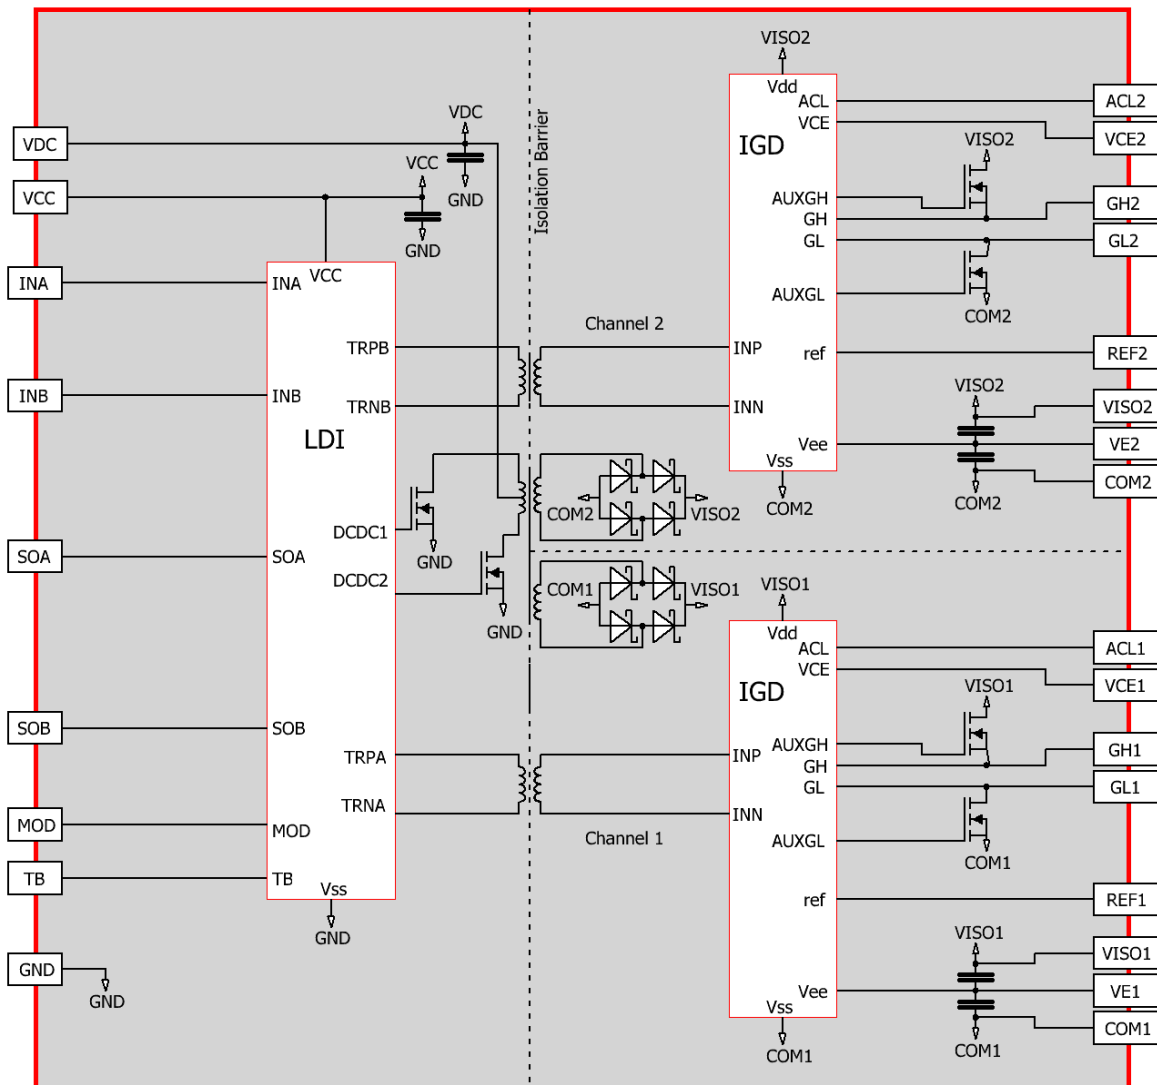 VISO2
Vdd
ACL
ACL2
VCE
VCE2
IGD
VDC
VDC
Isolation Barrier
VISO2
VCC
VCC
GND
AUXGH
GH
GH2
GL
GL2
GND
VCC
INA
INA
AUXGL
COM2
Channel 2
TRPB
INP
ref
REF2
INB
INB
TRNB
INN
VISO2
VISO2
LDI
Vee
VE2
Vss
COM2
COM2
COM2
COM2
VISO2
DCDC1
SOA
SOA
GND
DCDC2
COM1
VISO1
VISO1
GND
Vdd
ACL
ACL1
VCE
VCE1
IGD
VISO1
SOB
SOB
AUXGH
GH
GH1
TRPA
INP
GL
GL1
TRNA
INN
MOD
MOD
Channel 1
AUXGL
COM1
TB
TB
Vss
ref
REF1
GND
VISO1
VISO1
GND
GND
Vee
VE1
Vss
COM1
COM1
COM1